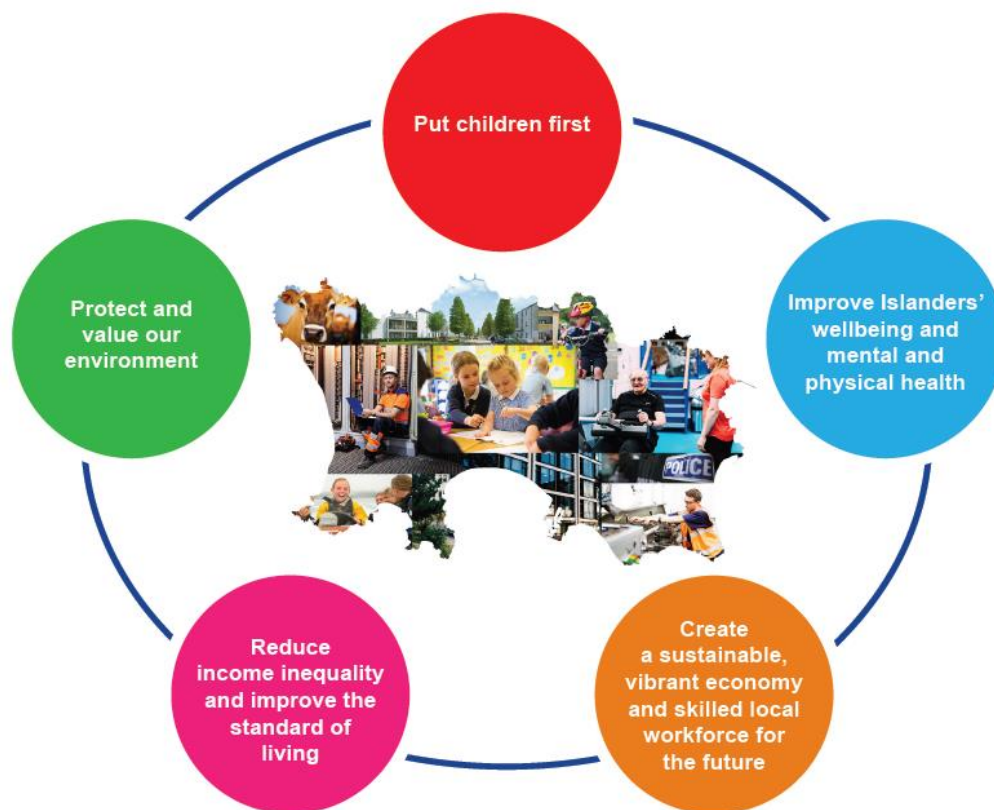 Put children first
Protect and
value our
environment
Improve Islanders’
wellbeing and
mental and
physical health
POLICE
Reduce
income inequality
and improve the
standard of
living
Create
a sustainable,
vibrant economy
and skilled local
workforce for
the future